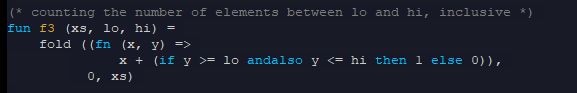 (* counting the number of elements between lo and hi, inclusive *)
fun f3 (xs, lo, hi) =
    fold ((fn (x, y) =>
              x + (if y >= lo andalso y <= hi then 1 else 0)),
          0, xs)